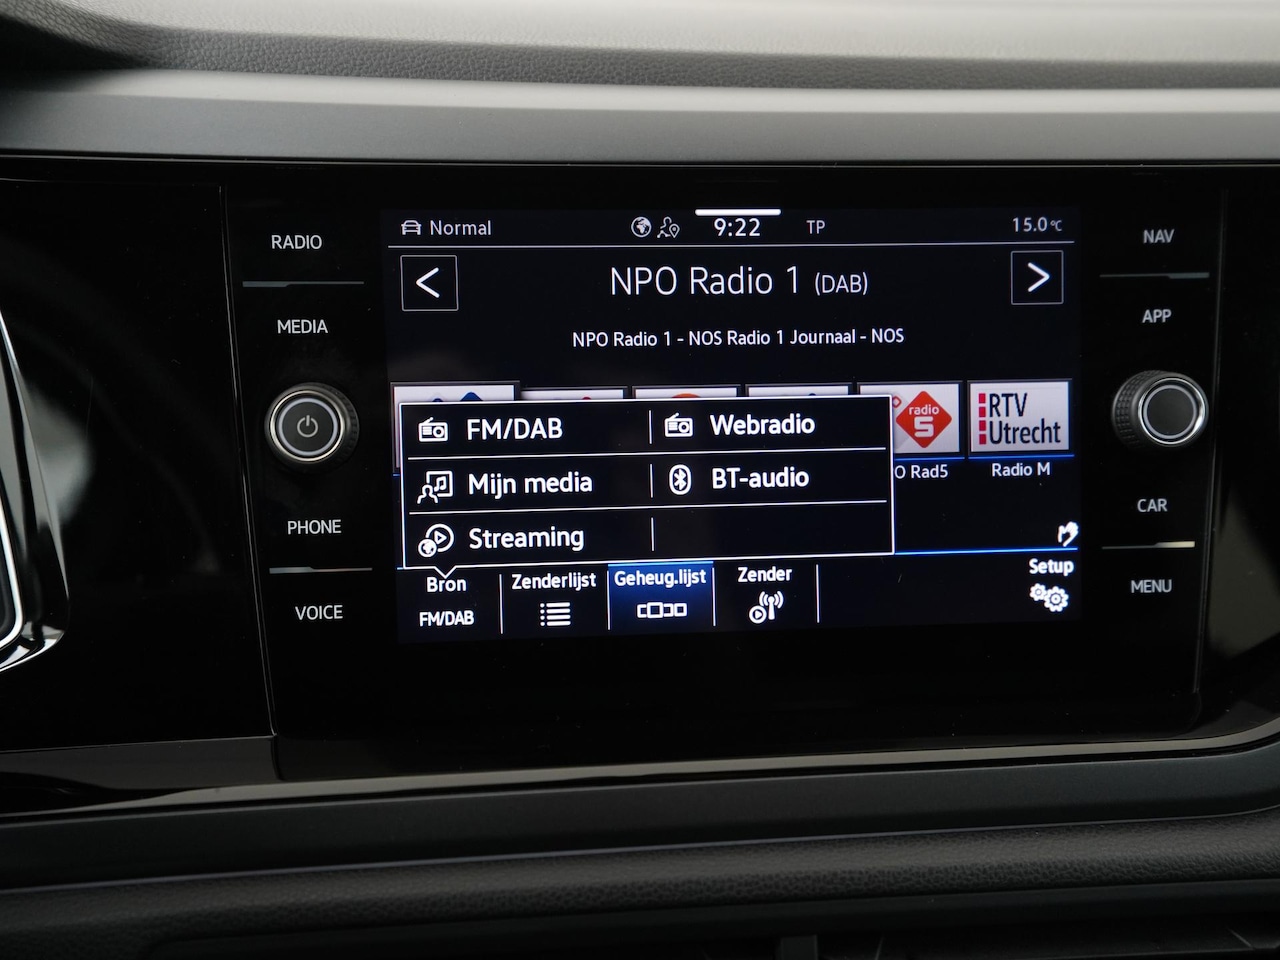 RADIO
MEDIA
PHONE
VOICE
Normal
9:22
TP
15.0°C
< NPO Radio 1 (DAB) >
NPO Radio 1 - NOS Radio 1 Journaal - NOS
FM/DAB
Webradio
Mijn media
BT-audio
Streaming
radio
5
O Rad5
RTV
Utrecht
Radio M
Bron
FM/DAB
Zenderlijst
Geheug.lijst
Zender
Setup
NAV
APP
CAR
MENU